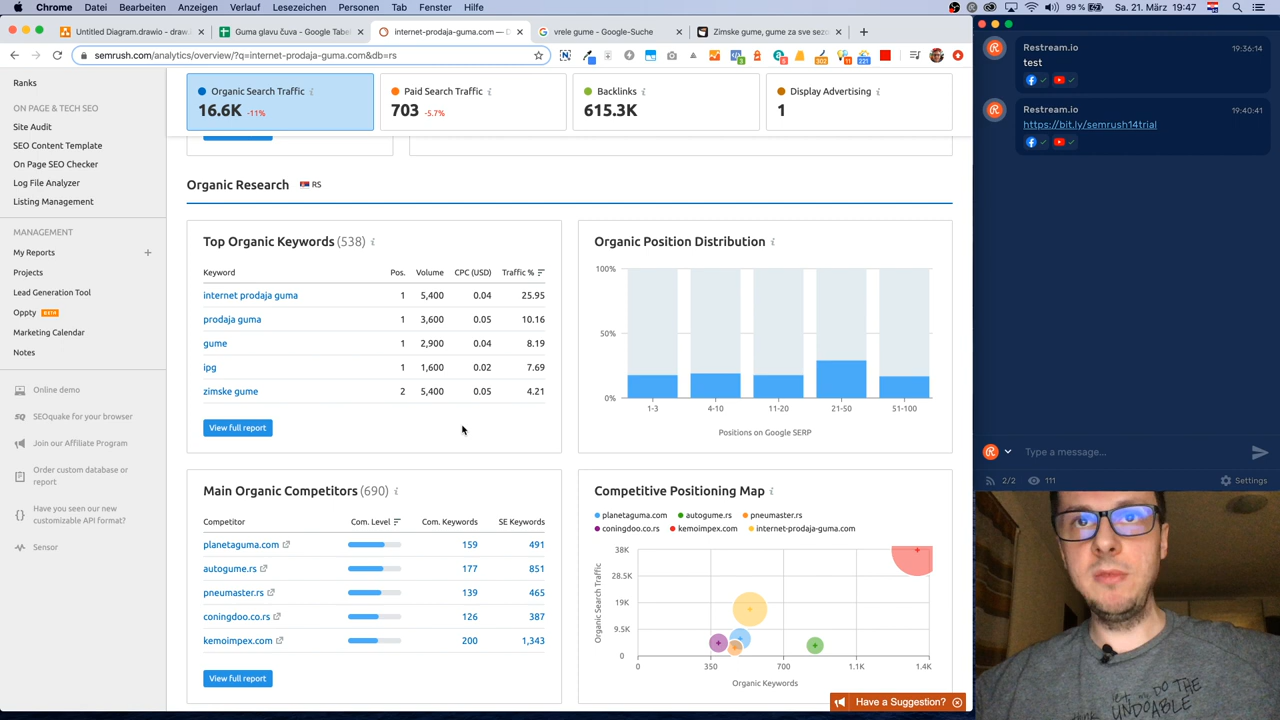 Chrome Datei Bearbeiten Anzeigen Verlauf Lesezeichen Personen Tab Fenster Hilfe
99 % Sa. 21. März 19:47
Untitled Diagram.drawio – draw
Guma glavu čuva – Google Tabe
internet-prodaja-guma.com — D
vrele gume – Google-Suche
Zimske gume, gume za sve sezo
semrush.com/analytics/overview/?q=internet-prodaja-guma.com&db=rs
Ranks
ON PAGE & TECH SEO
Site Audit
SEO Content Template
On Page SEO Checker
Log File Analyzer
Listing Management
MANAGEMENT
My Reports +
Projects
Lead Generation Tool
Oppty BETA
Marketing Calendar
Notes
Online demo
SEOquake for your browser
Join our Affiliate Program
Order custom database or
report
Have you seen our new
customizable API format?
Sensor
Organic Search Traffic
16.6K -11%
Paid Search Traffic
703 -5.7%
Backlinks
615.3K
Display Advertising
1
Organic Research RS
Top Organic Keywords (538)
Keyword Pos. Volume CPC (USD) Traffic %
internet prodaja guma 1 5,400 0.04 25.95
prodaja guma 1 3,600 0.05 10.16
gume 1 2,900 0.04 8.19
ipg 1 1,600 0.02 7.69
zimske gume 2 5,400 0.05 4.21
View full report
Organic Position Distribution
100%
50%
0%
1-3 4-10 11-20 21-50 51-100
Positions on Google SERP
Main Organic Competitors (690)
Competitor Com. Level Com. Keywords SE Keywords
planetaguma.com 159 491
autogume.rs 177 851
pneumaster.rs 139 465
coningdoo.co.rs 126 387
kemoimpex.com 200 1,343
View full report
Competitive Positioning Map
planetaguma.com autogume.rs pneumaster.rs
coningdoo.co.rs kemoimpex.com internet-prodaja-guma.com
Organic Search Traffic
38K
28.5K
19K
9.5K
0
0 350 700 1.1K 1.4K
Organic Keywords
Have a Suggestion?
Restream.io 19:36:14
test
Restream.io 19:40:41
https://bit.ly/semrush14trial
Type a message...
2/2 111 Settings
DO THE
UNDOABLE